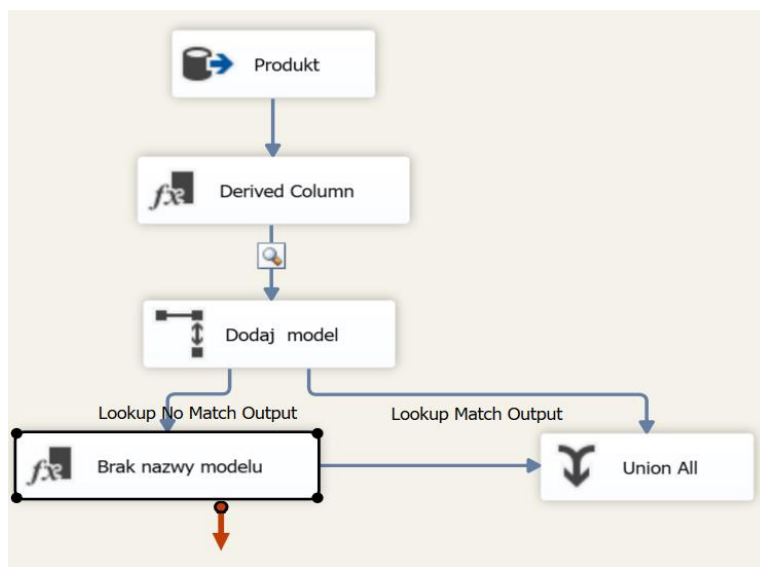 Produkt
Derived Column
Dodaj model
Lookup No Match Output
Lookup Match Output
Brak nazwy modelu
Union All